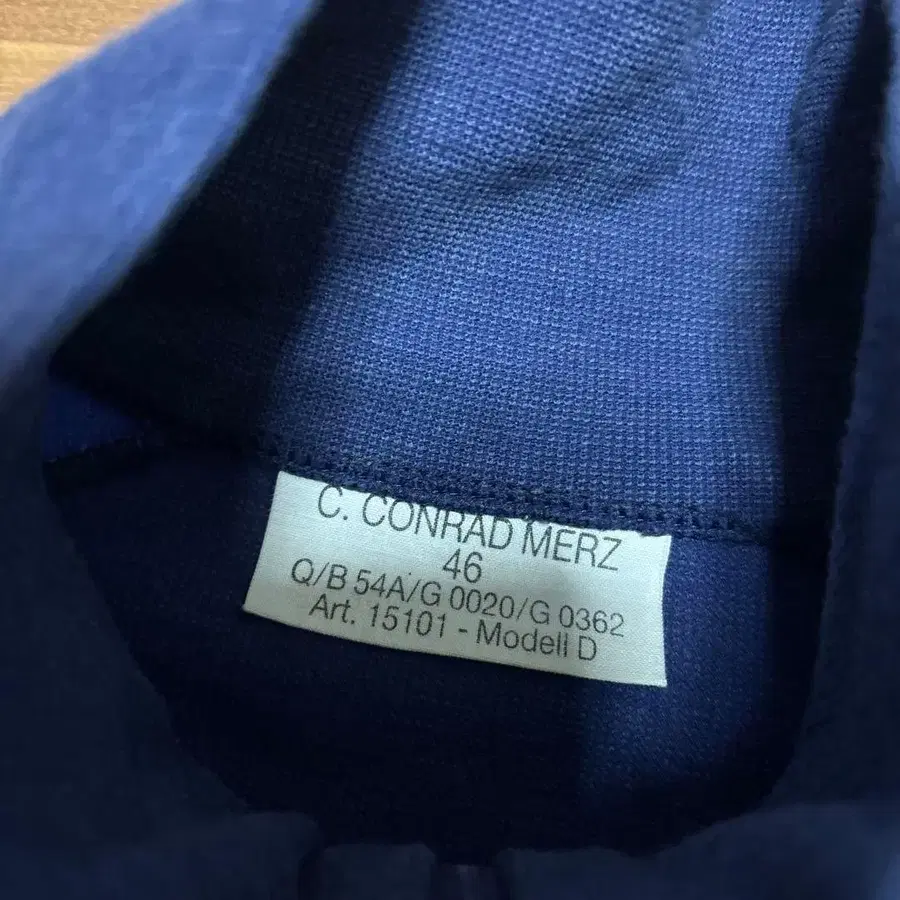 C. CONRAD MERZ
46
Q/B 54A/G 0020/G 0362
Art. 15101 - Modell D